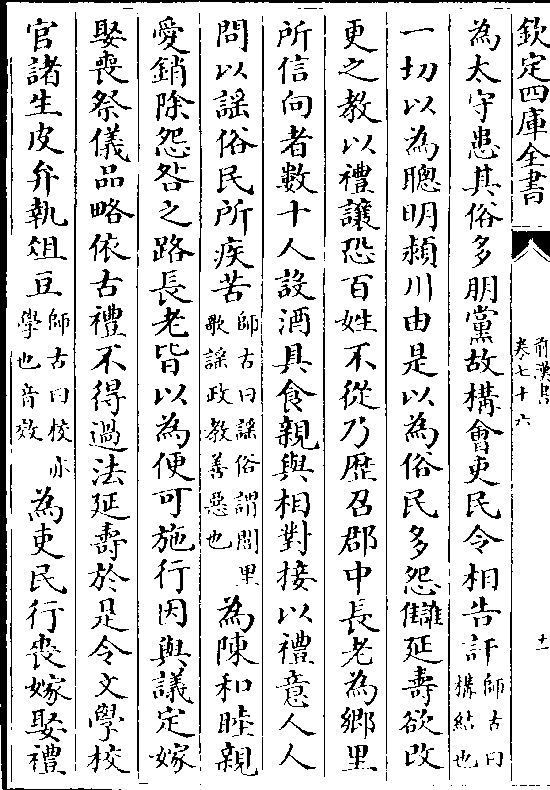 欽定四庫全書
前漢書
卷七十六
十一
為太守患其俗多朋黨故構會吏民令相告訐師古曰構結也
一切以為聰明潁川由是以為俗民多怨讎延壽欲改
更之教以禮讓恐百姓不從乃歴召郡中長老為鄉里
所信向者數十人設酒具食親與相對接以禮意人人
問以謡俗民所疾苦師古曰謡俗謂閭里歌謡政教善惡也為陳和睦親
愛銷除怨咎之路長老皆以為便可施行因與議定嫁
娶喪祭儀品略依古禮不得過法延壽於是令文學校
官諸生皮弁執俎豆師古曰校亦學也音效為吏民行喪嫁娶禮